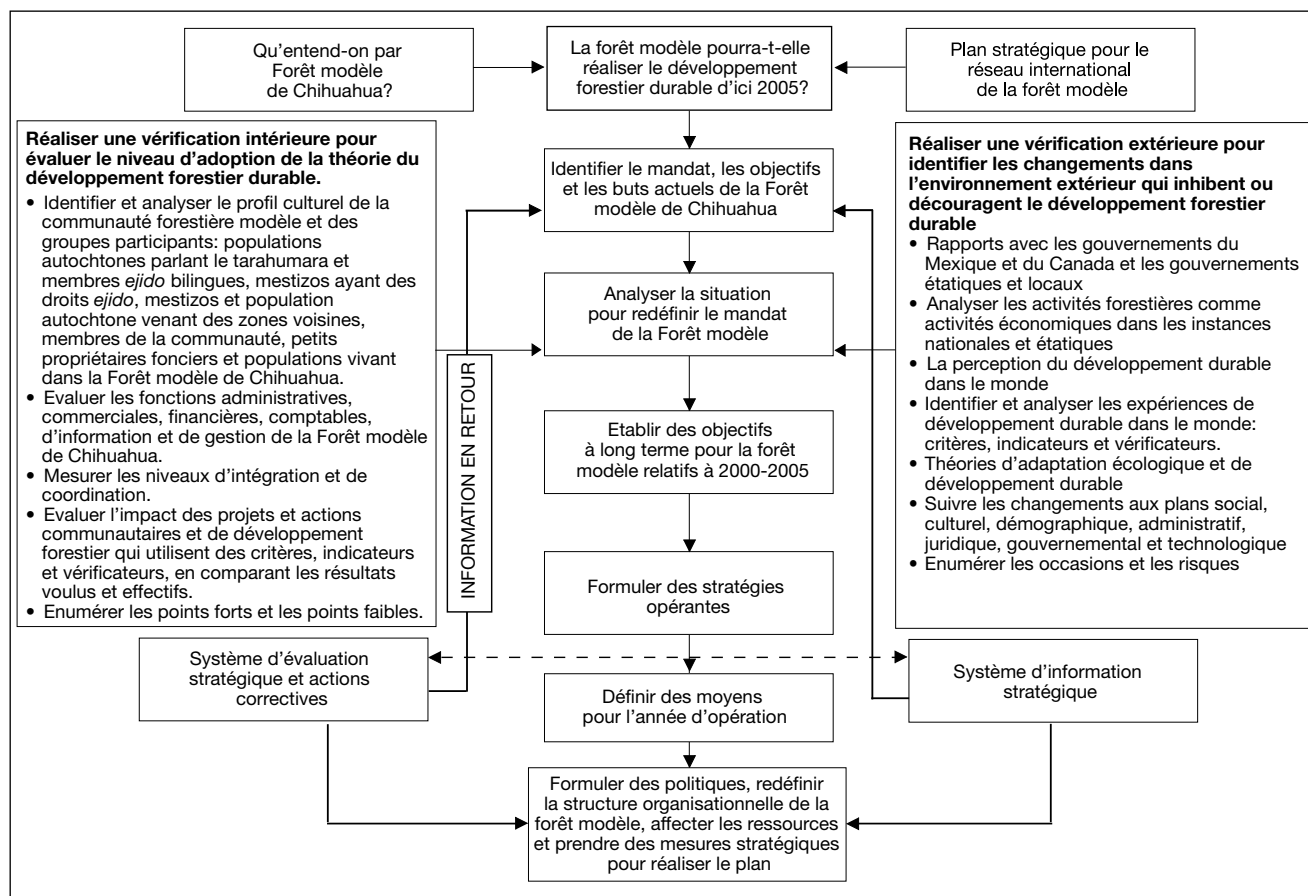 Qu'entend-on par
Forêt modèle
de Chihuahua?
La forêt modèle pourra-t-elle
réaliser le développement
forestier durable d'ici 2005?
Plan stratégique pour le
réseau international
de la forêt modèle
Réaliser une vérification intérieure pour
évaluer le niveau d'adoption de la théorie du
développement forestier durable.
• Identifier et analyser le profil culturel de la
communauté forestière modèle et des
groupes participants: populations
autochtones parlant le tarahumara et
membres ejido bilingues, mestizos ayant des
droits ejido, mestizos et population
autochtone venant des zones voisines,
membres de la communauté, petits
propriétaires fonciers et populations vivant
dans la Forêt modèle de Chihuahua.
• Evaluer les fonctions administratives,
commerciales, financières, comptables,
d'information et de gestion de la Forêt modèle
de Chihuahua.
• Mesurer les niveaux d'intégration et de
coordination.
• Evaluer l'impact des projets et actions
communautaires et de développement
forestier qui utilisent des critères, indicateurs
et vérificateurs, en comparant les résultats
voulus et effectifs.
• Enumérer les points forts et les points faibles.
INFORMATION EN RETOUR
Identifier le mandat, les objectifs
et les buts actuels de la Forêt
modèle de Chihuahua
Analyser la situation
pour redéfinir le mandat
de la Forêt modèle
Etablir des objectifs
à long terme pour la forêt
modèle relatifs à 2000-2005
Formuler des stratégies
opérantes
Réaliser une vérification extérieure pour
identifier les changements dans
l'environnement extérieur qui inhibent ou
découragent le développement forestier
durable
• Rapports avec les gouvernements du
Mexique et du Canada et les gouvernements
étatiques et locaux
• Analyser les activités forestières comme
activités économiques dans les instances
nationales et étatiques
• La perception du développement durable
dans le monde
• Identifier et analyser les expériences de
développement durable dans le monde:
critères, indicateurs et vérificateurs.
• Théories d'adaptation écologique et de
développement durable
• Suivre les changements aux plans social,
culturel, démographique, administratif,
juridique, gouvernemental et technologique
• Enumérer les occasions et les risques
Système d'évaluation
stratégique et actions
correctives
Définir des moyens
pour l'année d'opération
Système d'information
stratégique
Formuler des politiques, redéfinir
la structure organisationnelle de la
forêt modèle, affecter les ressources
et prendre des mesures stratégiques
pour réaliser le plan